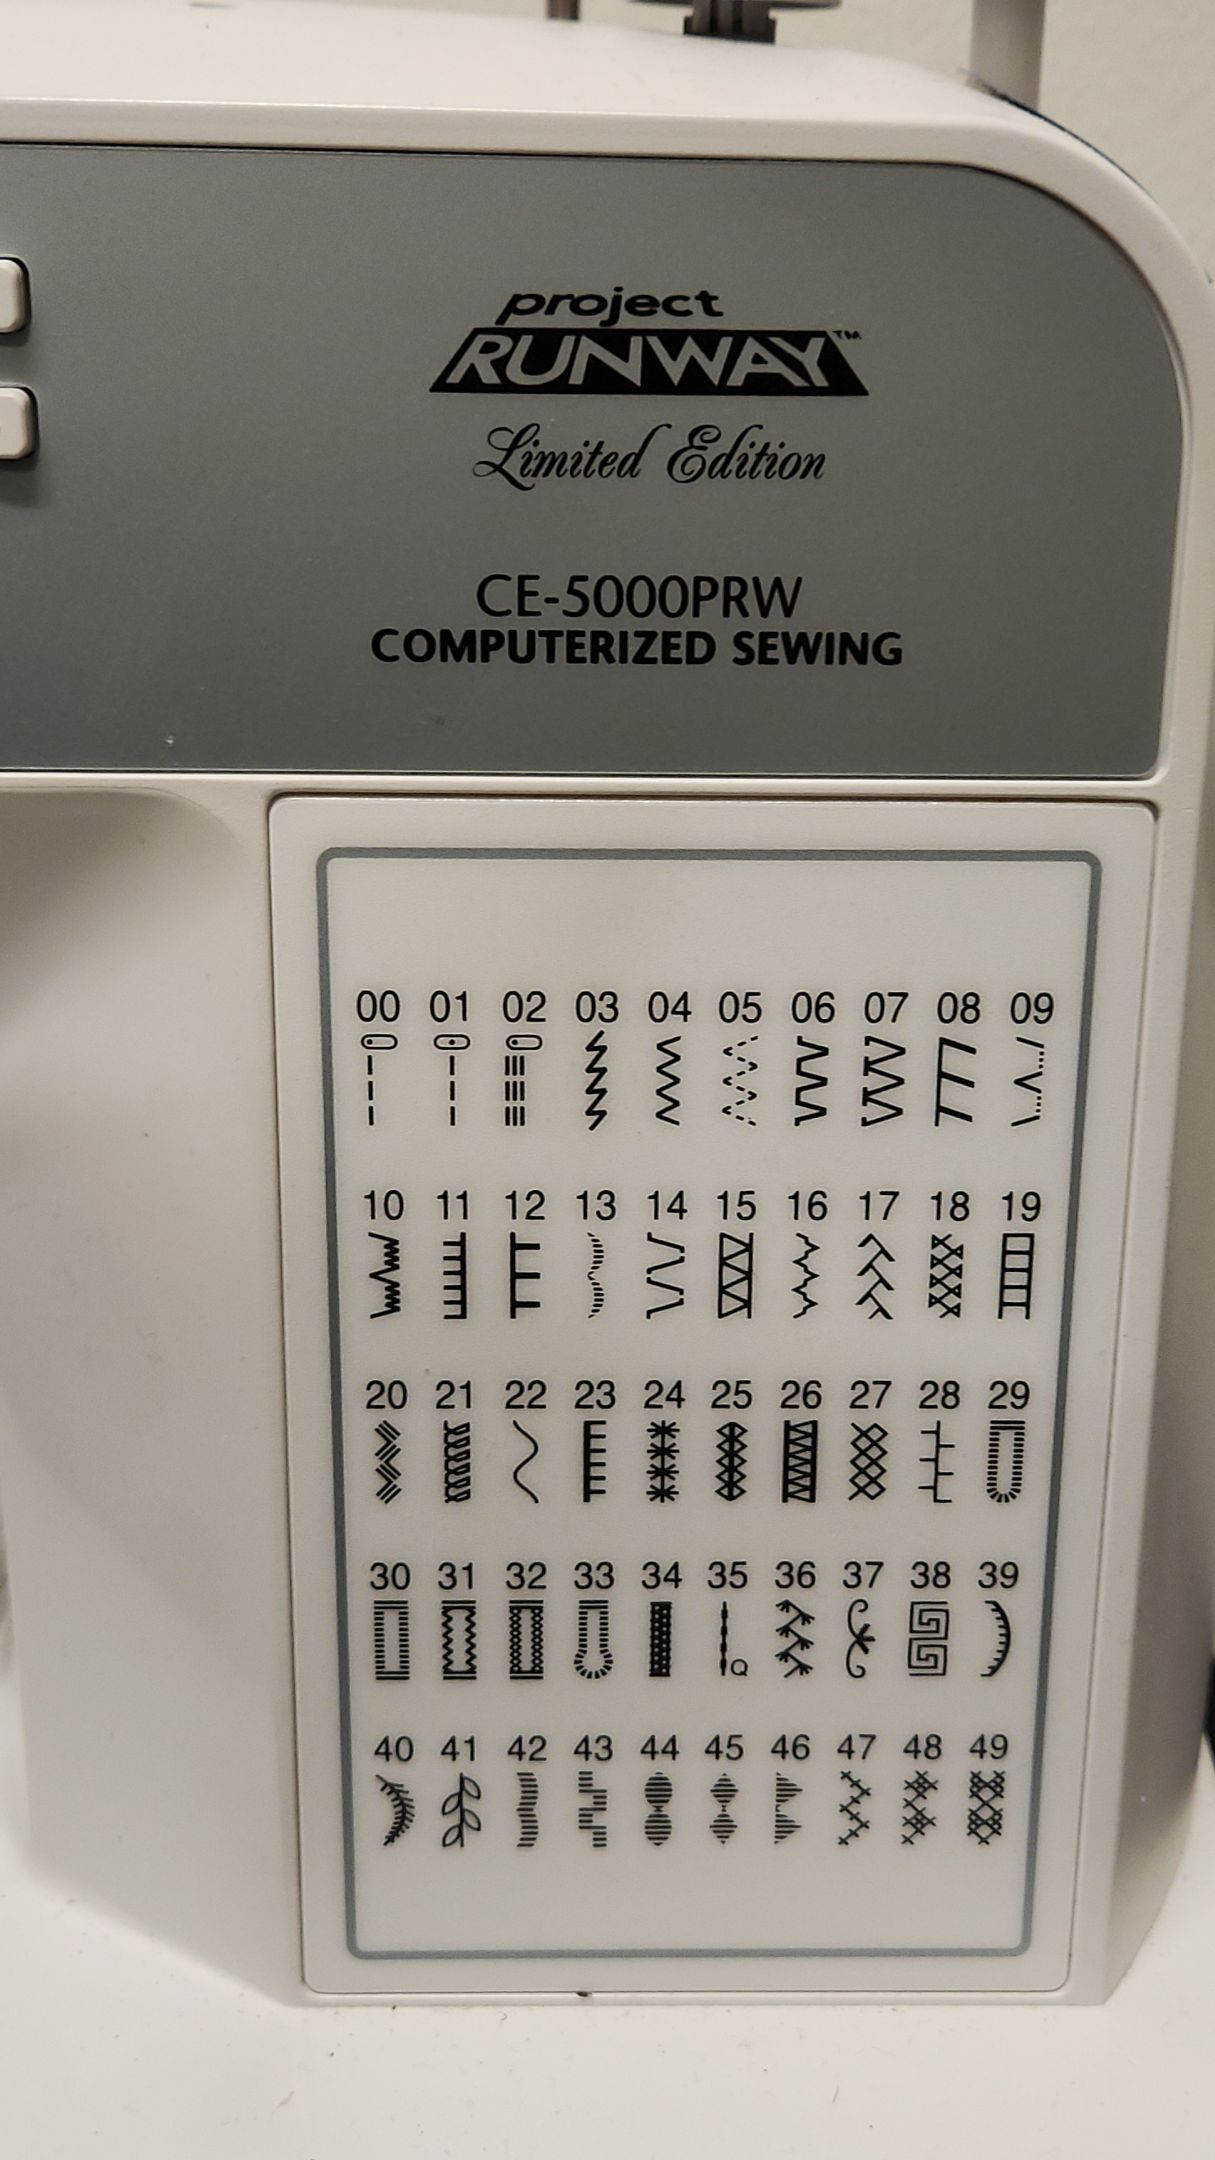 project
RUNWAY™
Limited Edition
CE-5000PRW
COMPUTERIZED SEWING
00 01 02 03 04 05 06 07 08 09
10 11 12 13 14 15 16 17 18 19
20 21 22 23 24 25 26 27 28 29
30 31 32 33 34 35 36 37 38 39
Q
40 41 42 43 44 45 46 47 48 49